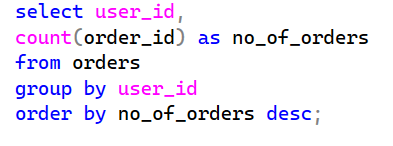 select user_id,
count(order_id) as no_of_orders
from orders
group by user_id
order by no_of_orders desc;